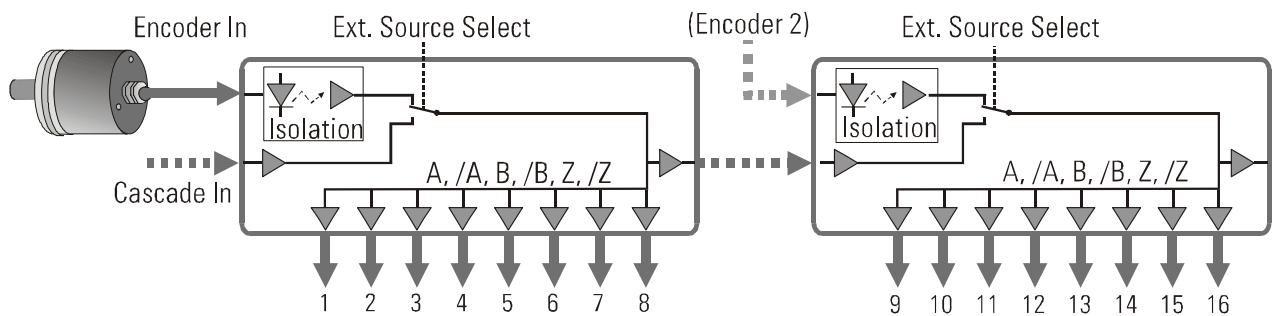 Encoder In
Ext. Source Select
(Encoder 2)
Ext. Source Select
Isolation
Isolation
Cascade In
A, /A, B, /B, Z, /Z
A, /A, B, /B, Z, /Z
1 2 3 4 5 6 7 8
9 10 11 12 13 14 15 16